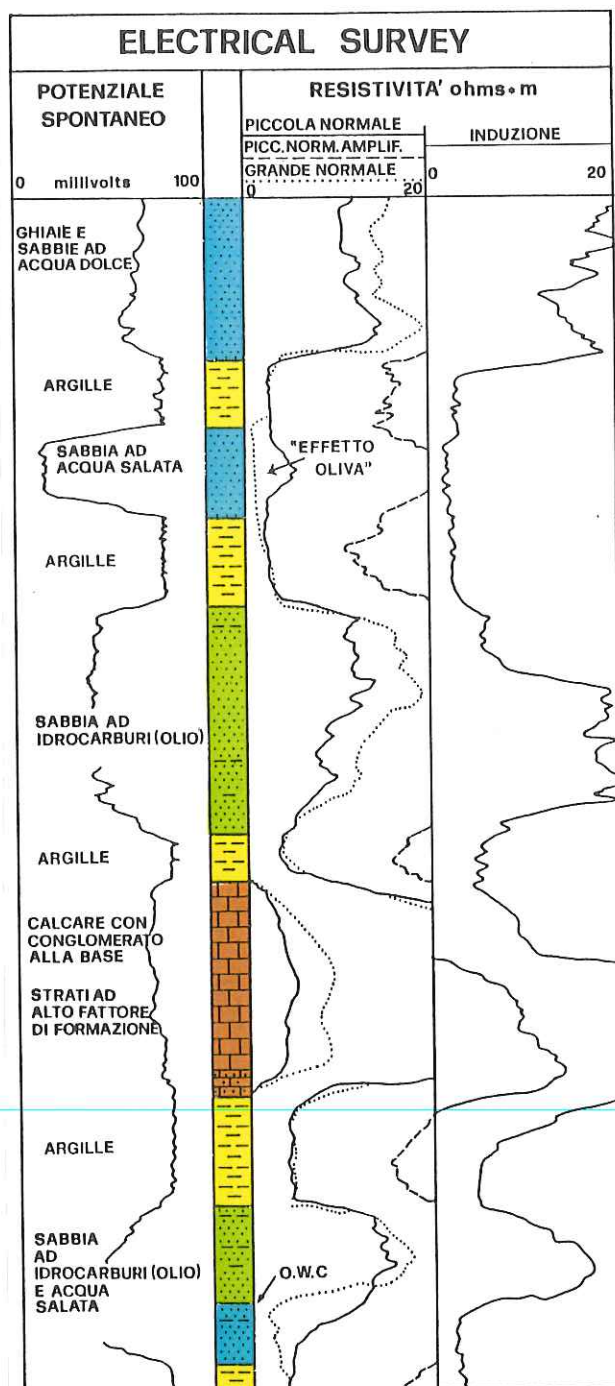 ELECTRICAL SURVEY
POTENZIALE
SPONTANEO
0 millivolts 100
RESISTIVITA' ohms•m
PICCOLA NORMALE
PICC.NORM.AMPLIF.
GRANDE NORMALE
0 20
INDUZIONE
0 20
GHIAIE E
SABBIE AD
ACQUA DOLCE
ARGILLE
SABBIA AD
ACQUA SALATA
"EFFETTO
OLIVA"
ARGILLE
SABBIA AD
IDROCARBURI (OLIO)
ARGILLE
CALCARE CON
CONGLOMERATO
ALLA BASE
STRATI AD
ALTO FATTORE
DI FORMAZIONE
ARGILLE
SABBIA
AD
IDROCARBURI (OLIO)
E ACQUA
SALATA
O.W.C